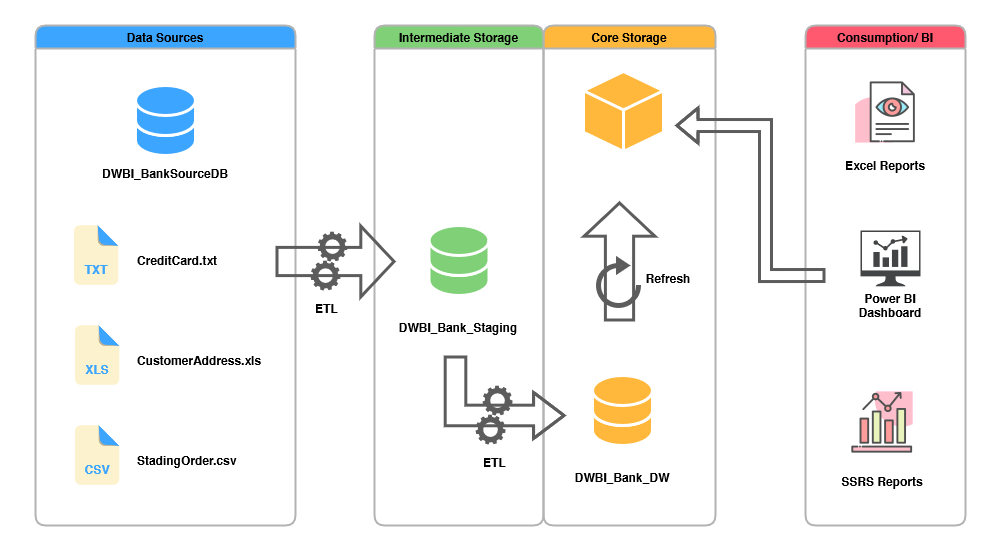 Data Sources
Intermediate Storage
Core Storage
Consumption/ BI
DWBI_BankSourceDB
TXT
CreditCard.txt
XLS
CustomerAddress.xls
CSV
StadingOrder.csv
ETL
DWBI_Bank_Staging
ETL
Refresh
DWBI_Bank_DW
Excel Reports
Power BI
Dashboard
SSRS Reports